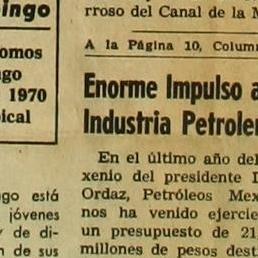 ingo
omos
go
1970
ical
go está
jóvenes
y de di-
n de sus
rroso del Canal de la M
A la Página 10, Colum
Enorme Impulso a
Industria Petrole
En el último año del
xenio del presidente D
Ordaz, Petróleos Mex
nos ha venido ejercie
un presupuesto de 21
millones de pesos dest